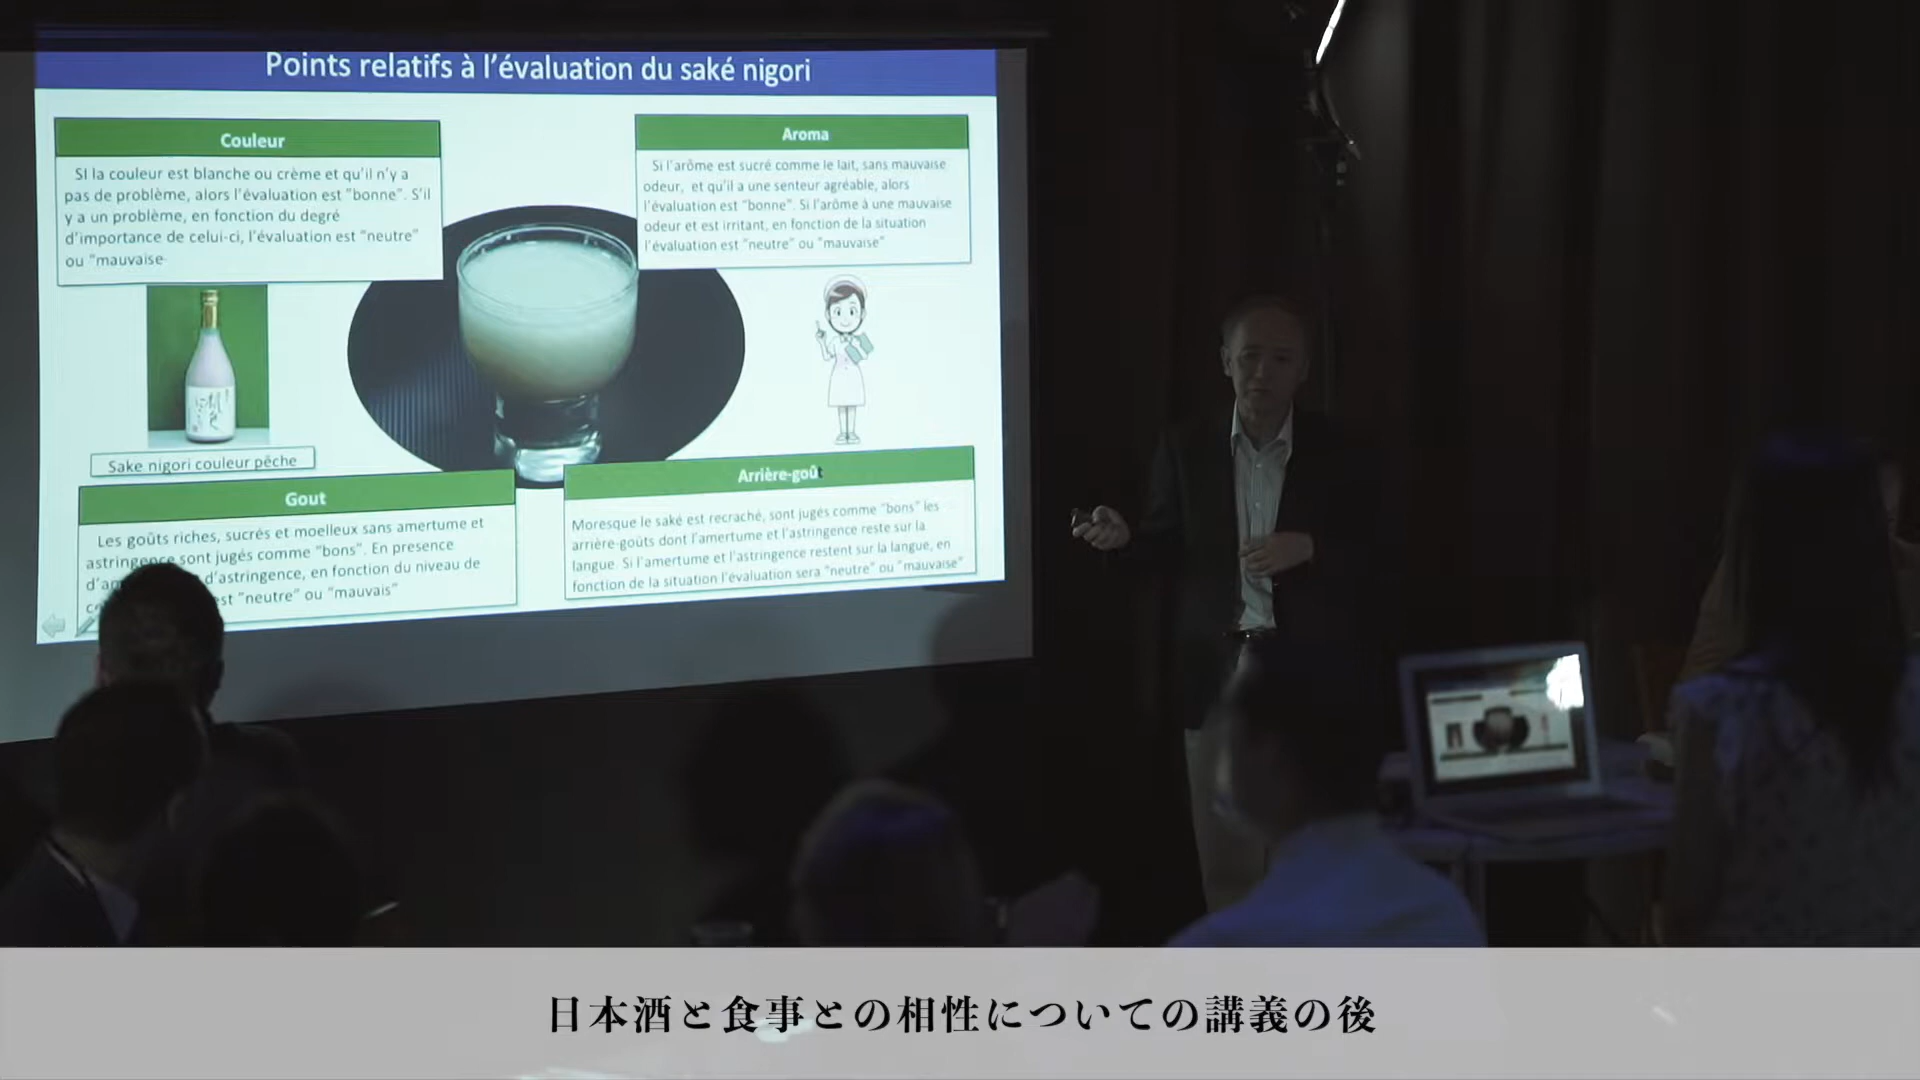 Points relatifs à l'évaluation du saké nigori
Couleur
SI la couleur est blanche ou crème et qu'il n'y a
pas de problème, alors l'évaluation est "bonne". S'il
y a un problème, en fonction du degré
d'importance de celui-ci, l'évaluation est "neutre"
ou "mauvaise
Aroma
Si l'arôme est sucré comme le lait, sans mauvaise
odeur, et qu'il a une senteur agréable, alors
l'évaluation est "bonne". Si l'arôme à une mauvaise
odeur et est irritant, en fonction de la situation
l'évaluation est "neutre" ou "mauvaise"
Sake nigori couleur pêche
Gout
Les goûts riches, sucrés et moelleux sans amertume et
astringence sont jugés comme "bons". En presence
d'astringence, en fonction du niveau de
est "neutre" ou "mauvais"
Arrière-goût
Moresque le saké est recraché, sont jugés comme "bons" les
arrière-goûts dont l'amertume et l'astringence reste sur la
langue. Si l'amertume et l'astringence restent sur la langue, en
fonction de la situation l'évaluation sera "neutre" ou "mauvaise"
日本酒と食事との相性についての講義の後